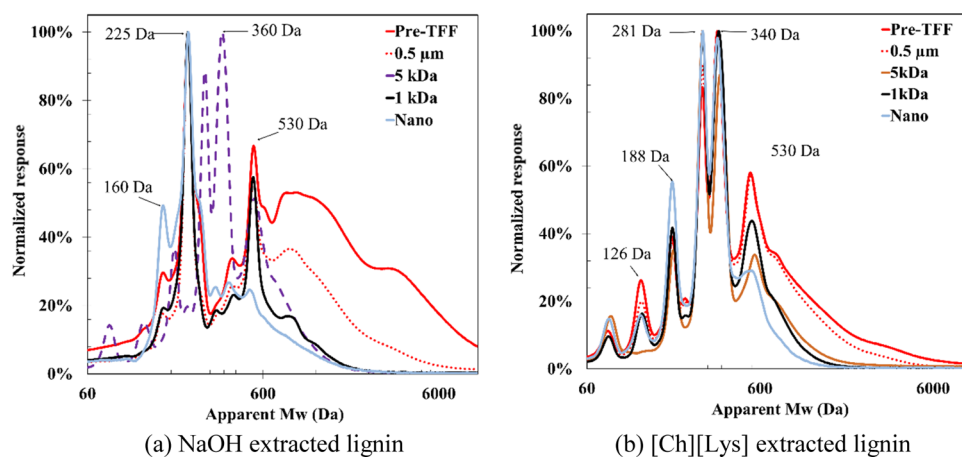 225 Da
360 Da
530 Da
160 Da
Pre-TFF
0.5 µm
5 kDa
1 kDa
Nano
100%
80%
60%
40%
20%
0%
Normalized response
60
600
6000
Apparent Mw (Da)
(a) NaOH extracted lignin
281 Da
340 Da
188 Da
530 Da
126 Da
Pre-TFF
0.5 µm
5kDa
1kDa
Nano
100%
80%
60%
40%
20%
0%
Normalized response
60
600
6000
Apparent Mw (Da)
(b) [Ch][Lys] extracted lignin